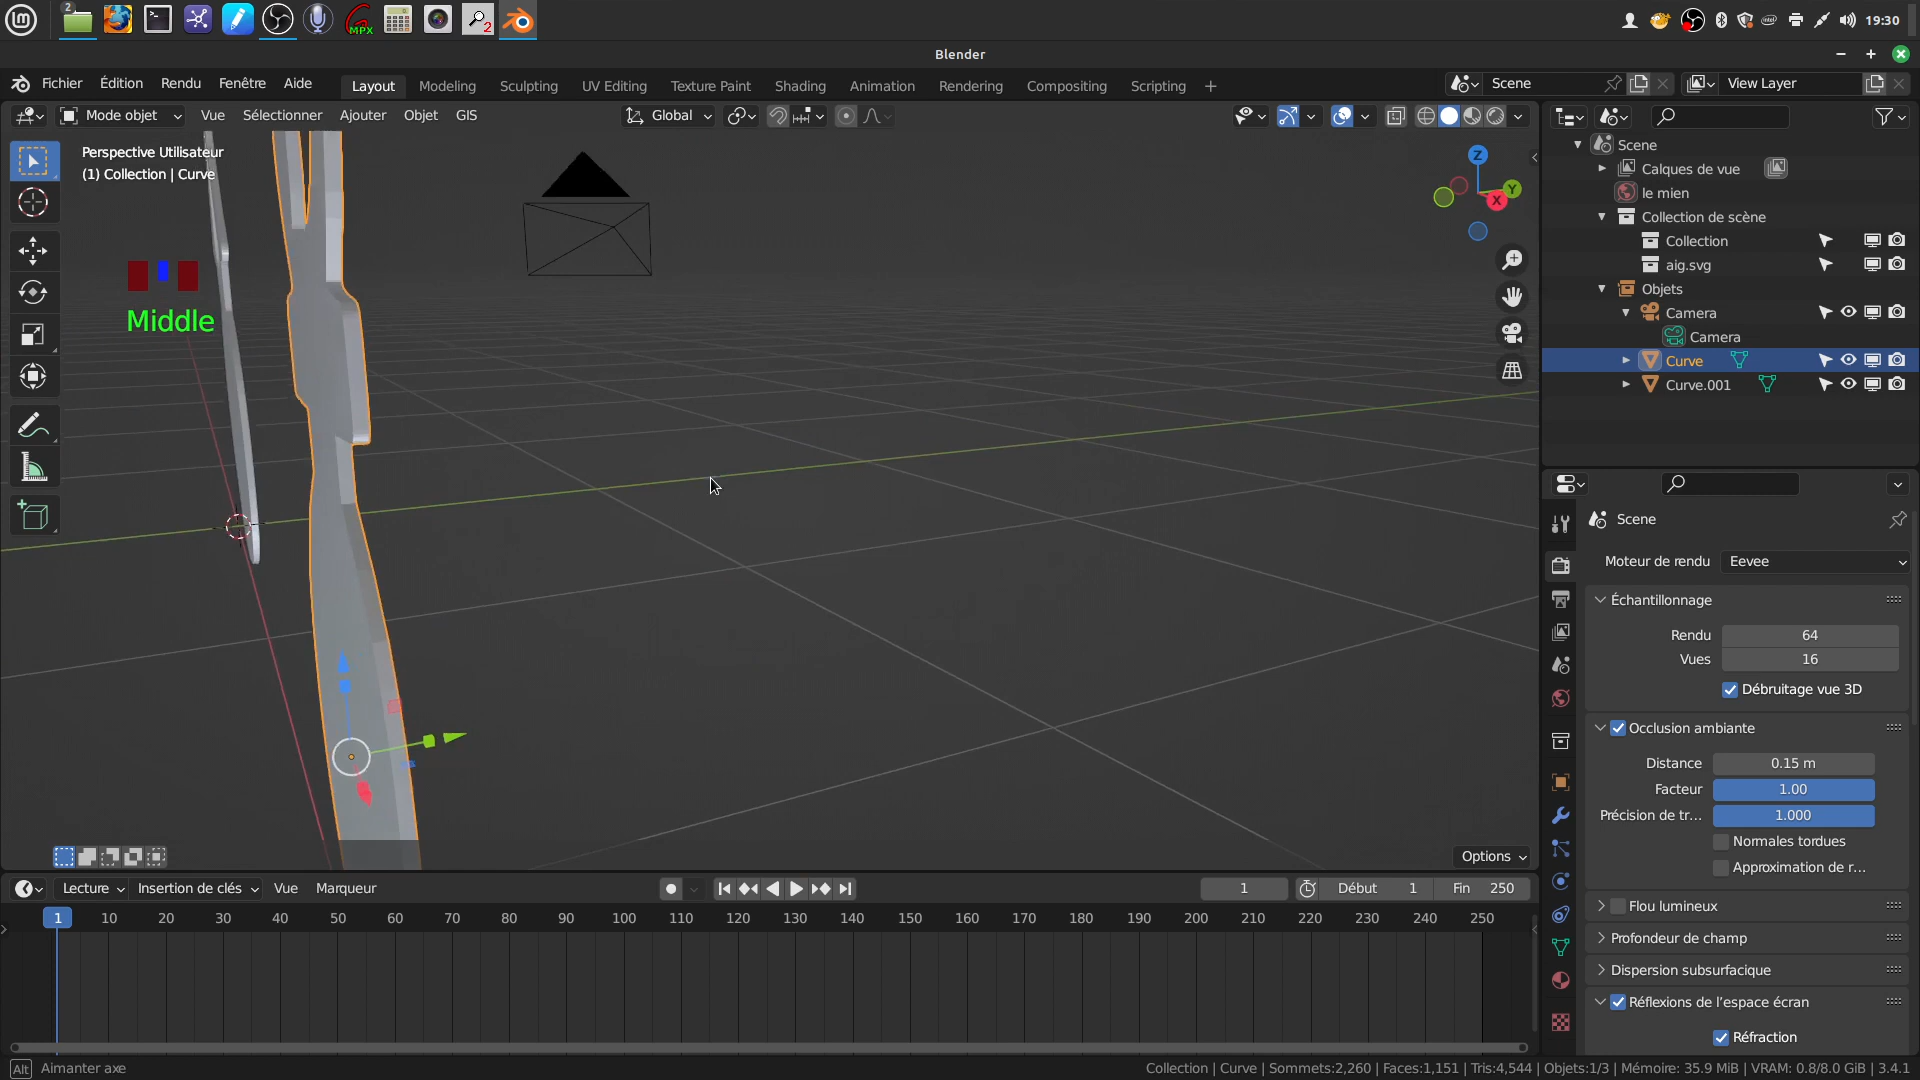 2
MPX
2
19:30
Blender
Fichier Édition Rendu Fenêtre Aide
Layout Modeling Sculpting UV Editing Texture Paint Shading Animation Rendering Compositing Scripting +
Scene
View Layer
Mode objet
Vue Sélectionner Ajouter Objet GIS
Global
Perspective Utilisateur
(1) Collection | Curve
Middle
Z
Y
X
Options
Scene
Calques de vue
le mien
Collection de scène
Collection
aig.svg
Objets
Camera
Camera
Curve
Curve.001
Scene
Moteur de rendu Eevee
Échantillonnage
Rendu 64
Vues 16
Débruitage vue 3D
Occlusion ambiante
Distance 0.15 m
Facteur 1.00
Précision de tr... 1.000
Normales tordues
Approximation de r...
Flou lumineux
Profondeur de champ
Dispersion subsurfacique
Réflexions de l’espace écran
Réfraction
Lecture Insertion de clés Vue Marqueur
1
Début 1
Fin 250
1 10 20 30 40 50 60 70 80 90 100 110 120 130 140 150 160 170 180 190 200 210 220 230 240 250
Alt Aimanter axe
Collection | Curve | Sommets:2,260 | Faces:1,151 | Tris:4,544 | Objets:1/3 | Mémoire: 35.9 MiB | VRAM: 0.8/8.0 GiB | 3.4.1